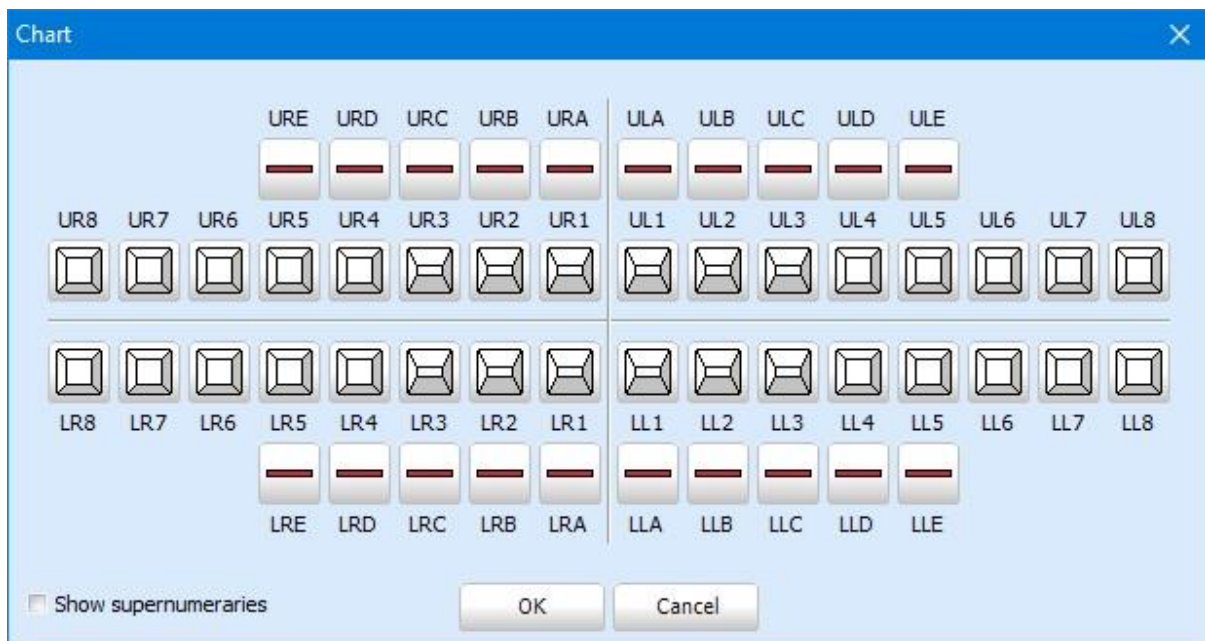 Chart
URE URD URC URB URA ULA ULB ULC ULD ULE
UR8 UR7 UR6 UR5 UR4 UR3 UR2 UR1 UL1 UL2 UL3 UL4 UL5 UL6 UL7 UL8
LR8 LR7 LR6 LR5 LR4 LR3 LR2 LR1 LL1 LL2 LL3 LL4 LL5 LL6 LL7 LL8
LRE LRD LRC LRB LRA LLA LLB LLC LLD LLE
Show supernumeraries OK Cancel